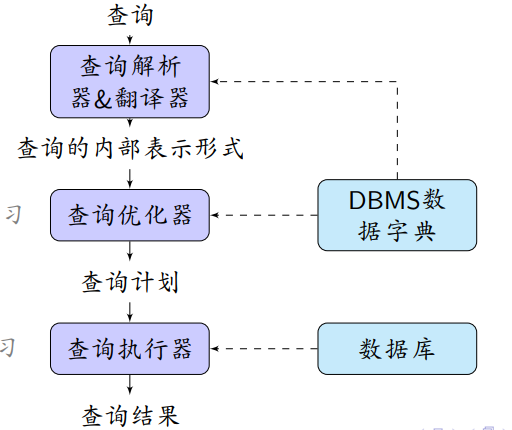 查询
查询解析
器&翻译器
查询的内部表示形式
习
查询优化器
DBMS数
据字典
查询计划
习
查询执行器
数据库
查询结果